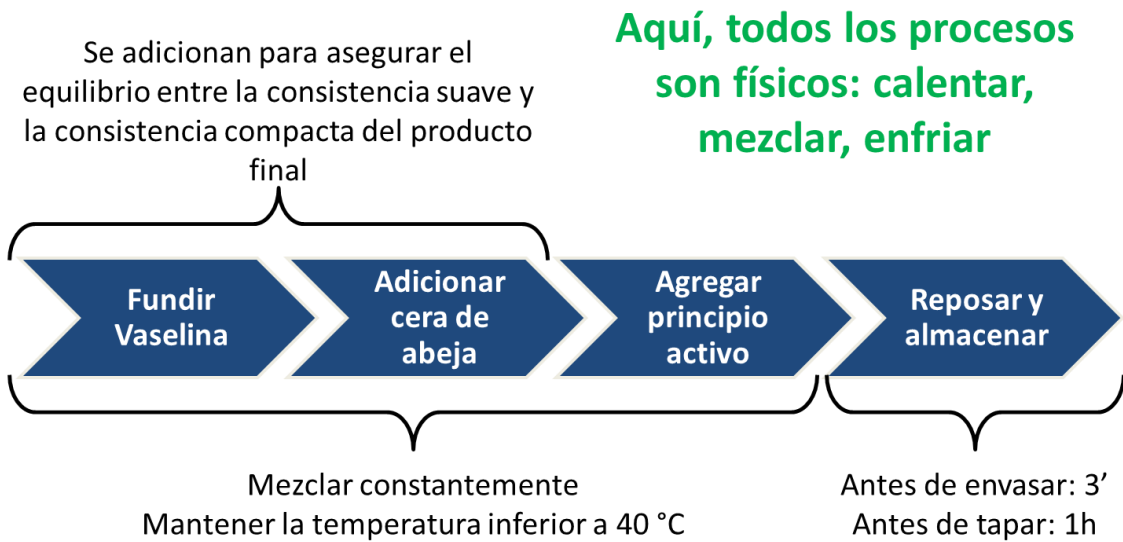 Aquí, todos los procesos
son físicos: calentar,
mezclar, enfriar
Se adicionan para asegurar el
equilibrio entre la consistencia suave y
la consistencia compacta del producto
final
Fundir
Vaselina
Adicionar
cera de
abeja
Agregar
principio
activo
Reposar y
almacenar
Mezclar constantemente
Mantener la temperatura inferior a 40 °C
Antes de envasar: 3’
Antes de tapar: 1h